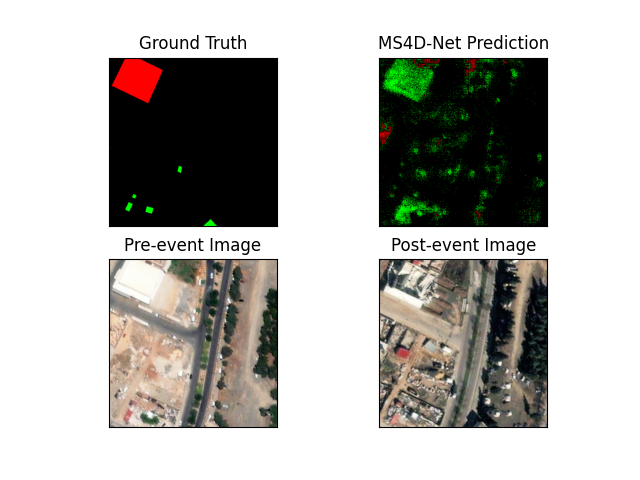 Ground Truth
MS4D-Net Prediction
Pre-event Image
Post-event Image